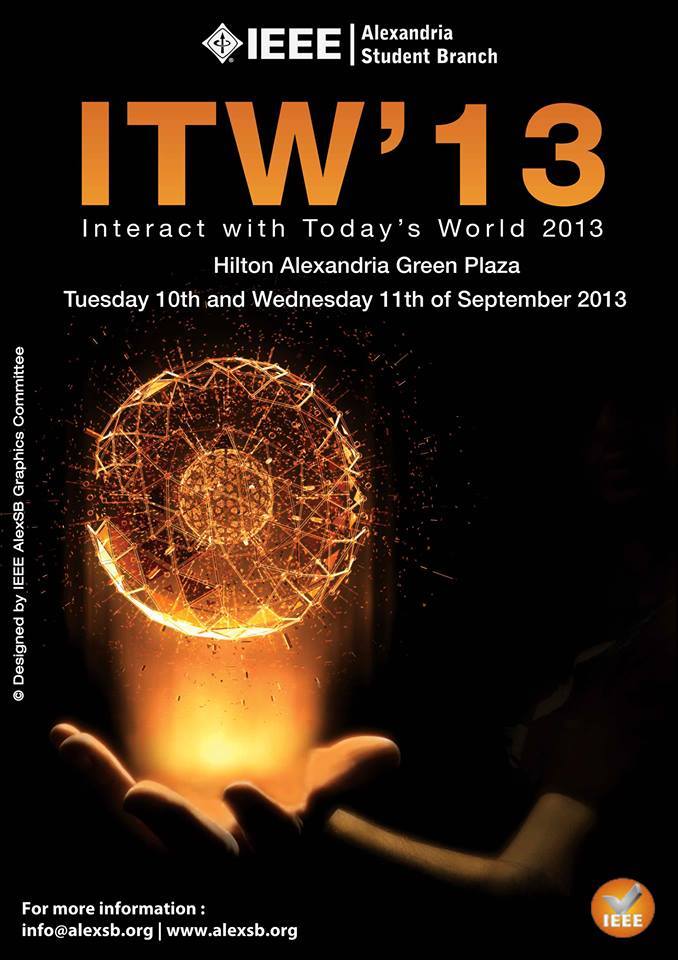 IEEE | Alexandria
Student Branch
ITW'13
Interact with Today's World 2013
Hilton Alexandria Green Plaza
Tuesday 10th and Wednesday 11th of September 2013
© Designed by IEEE AlexSB Graphics Committee
For more information :
info@alexsb.org | www.alexsb.org
IEEE